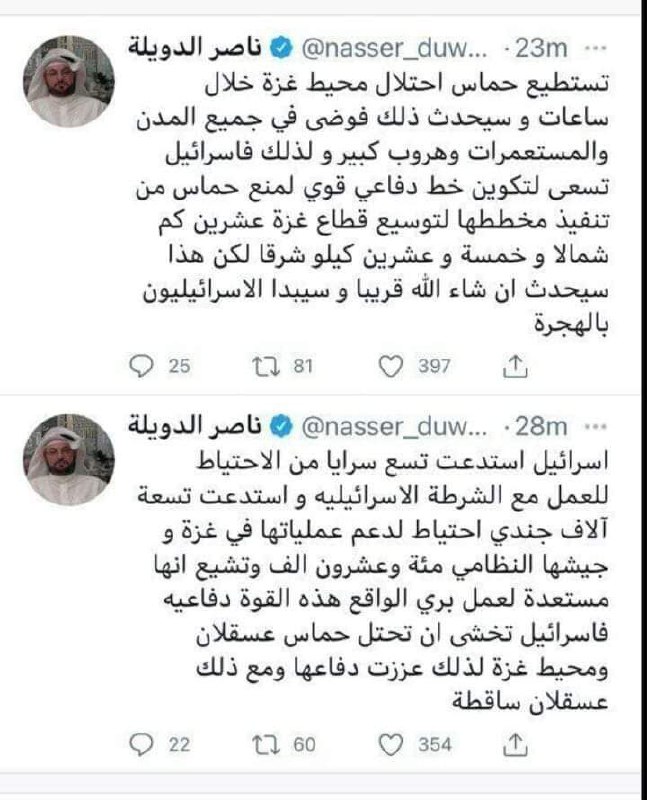 ناصر الدويلة @nasser_duw... · 23m ...
تستطيع حماس احتلال محيط غزة خلال
ساعات و سيحدث ذلك فوضى في جميع المدن
والمستعمرات وهروب كبير و لذلك فاسرائيل
تسعى لتكوين خط دفاعي قوي لمنع حماس من
تنفيذ مخططها لتوسيع قطاع غزة عشرين كم
شمالا و خمسة و عشرين كيلو شرقا لكن هذا
سيحدث ان شاء الله قريبا و سيبدا الاسرائيليون
بالهجرة
25 81 397
ناصر الدويلة @nasser_duw... · 28m ...
اسرائيل استدعت تسع سرايا من الاحتياط
للعمل مع الشرطة الاسرائيليه و استدعت تسعة
آلاف جندي احتياط لدعم عملياتها في غزة و
جيشها النظامي مئة وعشرون الف وتشيع انها
مستعدة لعمل بري الواقع هذه القوة دفاعيه
فاسرائيل تخشى ان تحتل حماس عسقلان
ومحيط غزة لذلك عززت دفاعها ومع ذلك
عسقلان ساقطة
22 60 354